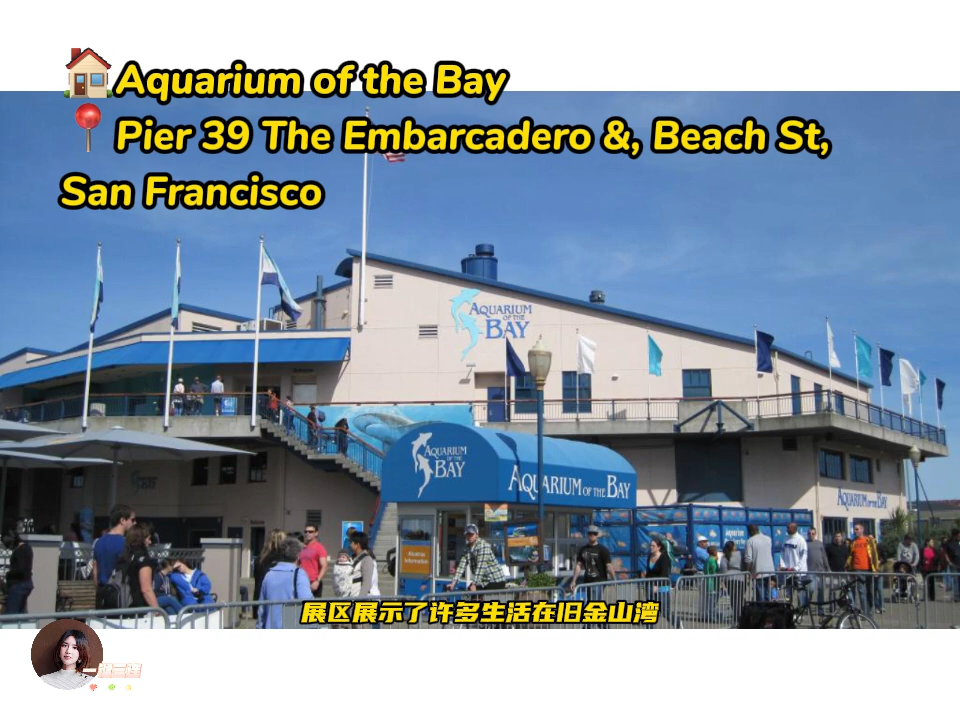 Aquarium of the Bay
Pier 39 The Embarcadero &, Beach St,
San Francisco
AQUARIUM
OF THE
BAY
AQUARIUM
OF THE
BAY
AQUARIUM OF THE BAY
AQUARIUM OF THE BAY
展区展示了许多生活在旧金山湾